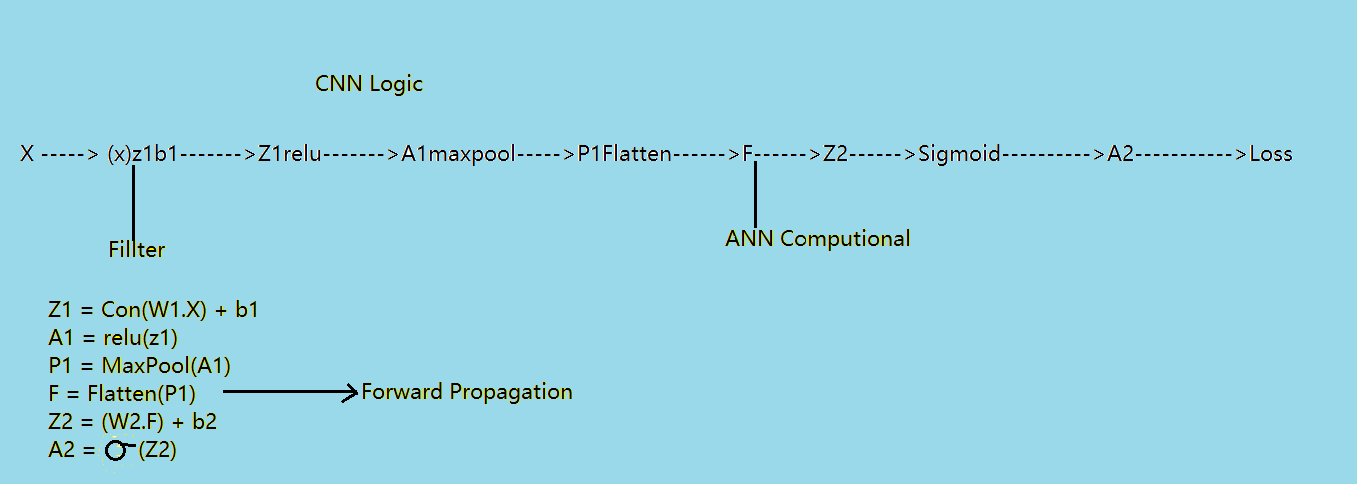 CNN Logic
X -----> (x)z1b1------->Z1relu------->A1maxpool----->P1Flatten------>F------>Z2------>Sigmoid---------->A2----------->Loss
Fillter
ANN Computional
Z1 = Con(W1.X) + b1
A1 = relu(z1)
P1 = MaxPool(A1)
F = Flatten(P1)
Forward Propagation
Z2 = (W2.F) + b2
A2 = σ(Z2)